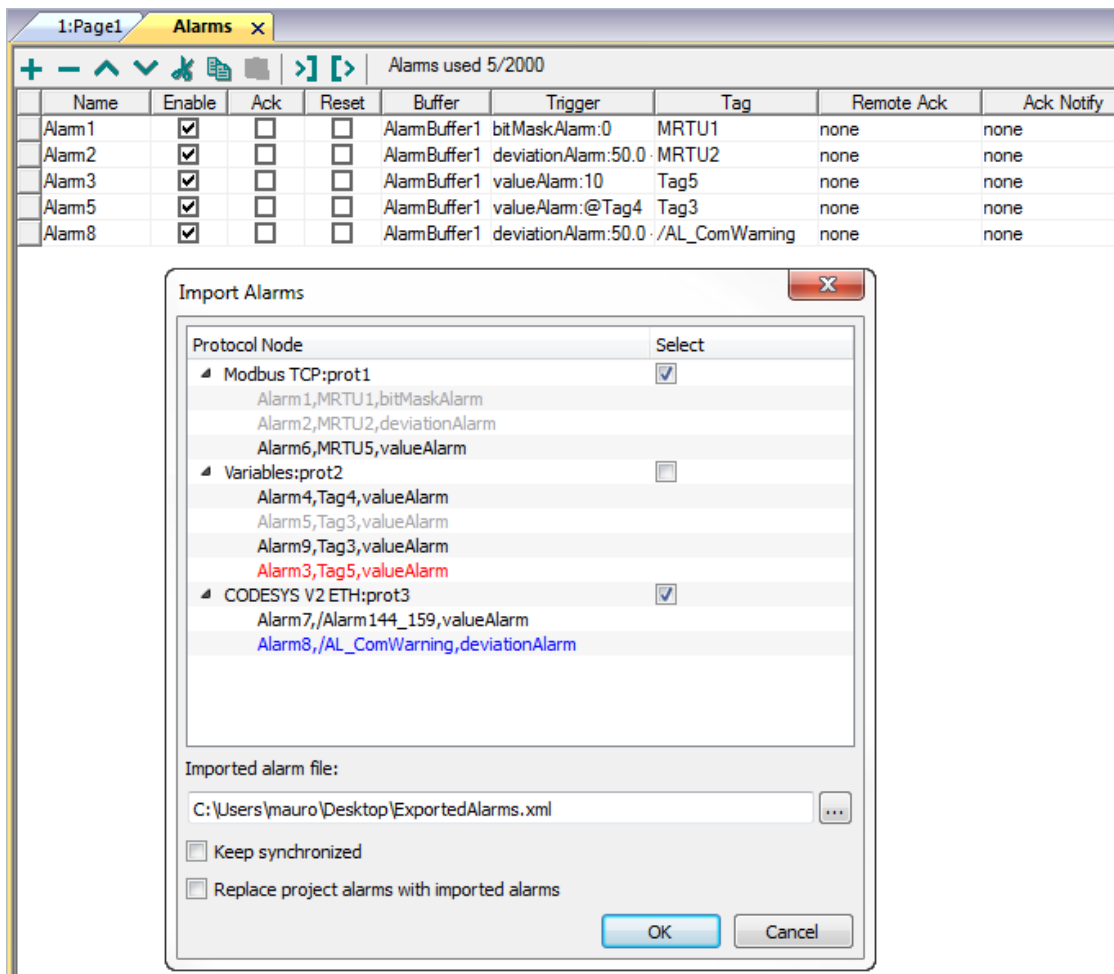 1:Page1 Alarms
Alarms used 5/2000
Name Enable Ack Reset Buffer Trigger Tag Remote Ack Ack Notify
Alarm1 AlarmBuffer1 bitMaskAlarm:0 MRTU1 none none
Alarm2 AlarmBuffer1 deviationAlarm:50.0 - MRTU2 none none
Alarm3 AlarmBuffer1 valueAlarm:10 Tag5 none none
Alarm5 AlarmBuffer1 valueAlarm:@Tag4 Tag3 none none
Alarm8 AlarmBuffer1 deviationAlarm:50.0 - /AL_ComWarning none none
Import Alarms
Protocol Node Select
Modbus TCP:prot1
Alarm1,MRTU1,bitMaskAlarm
Alarm2,MRTU2,deviationAlarm
Alarm6,MRTU5,valueAlarm
Variables:prot2
Alarm4,Tag4,valueAlarm
Alarm5,Tag3,valueAlarm
Alarm9,Tag3,valueAlarm
Alarm3,Tag5,valueAlarm
CODESYS V2 ETH:prot3
Alarm7,/Alarm144_159,valueAlarm
Alarm8,/AL_ComWarning,deviationAlarm
Imported alarm file:
C:\Users\mauro\Desktop\ExportedAlarms.xml ...
Keep synchronized
Replace project alarms with imported alarms
OK Cancel